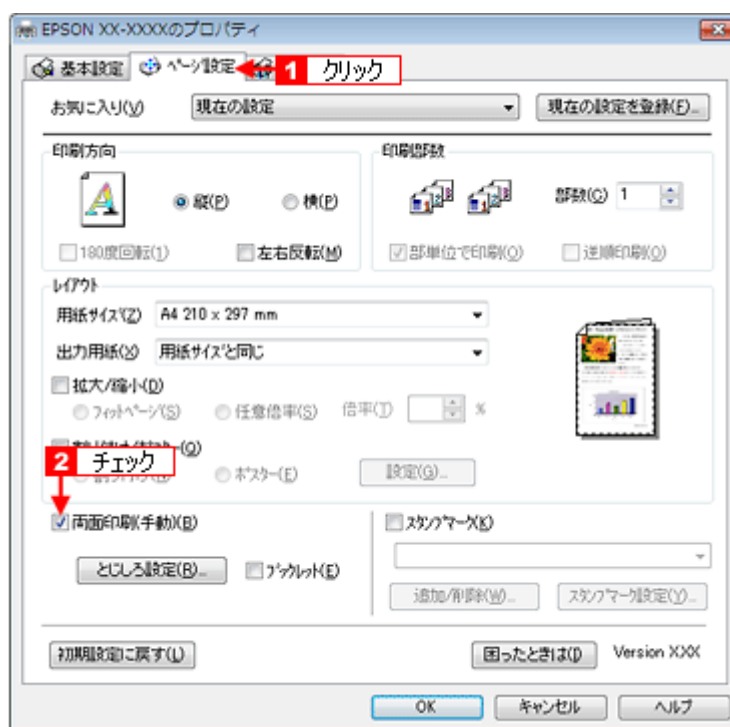 EPSON XX-XXXXのプロパティ
基本設定 ページ設定 1 クリック
お気に入り(V) 現在の設定 現在の設定を登録(F)...
印刷方向 印刷部数
縦(P) 横(P) 部数(C) 1
180度回転(1) 左右反転(M) 部単位で印刷(O) 逆順印刷(O)
レイアウト
用紙サイズ(Z) A4 210 x 297 mm
出力用紙(X) 用紙サイズと同じ
拡大/縮小(D)
フィットページ(S) 任意倍率(S) 倍率(T) %
(Q)
2 チェック
ポスター(E) 設定(G)...
両面印刷(手動)(B) スタンプマーク(K)
とじしろ設定(R)... ブックレット(E)
追加/削除(W)... スタンプマーク設定(Y)...
初期設定に戻す(L) 困ったときは(I) Version X.XX
OK キャンセル ヘルプ